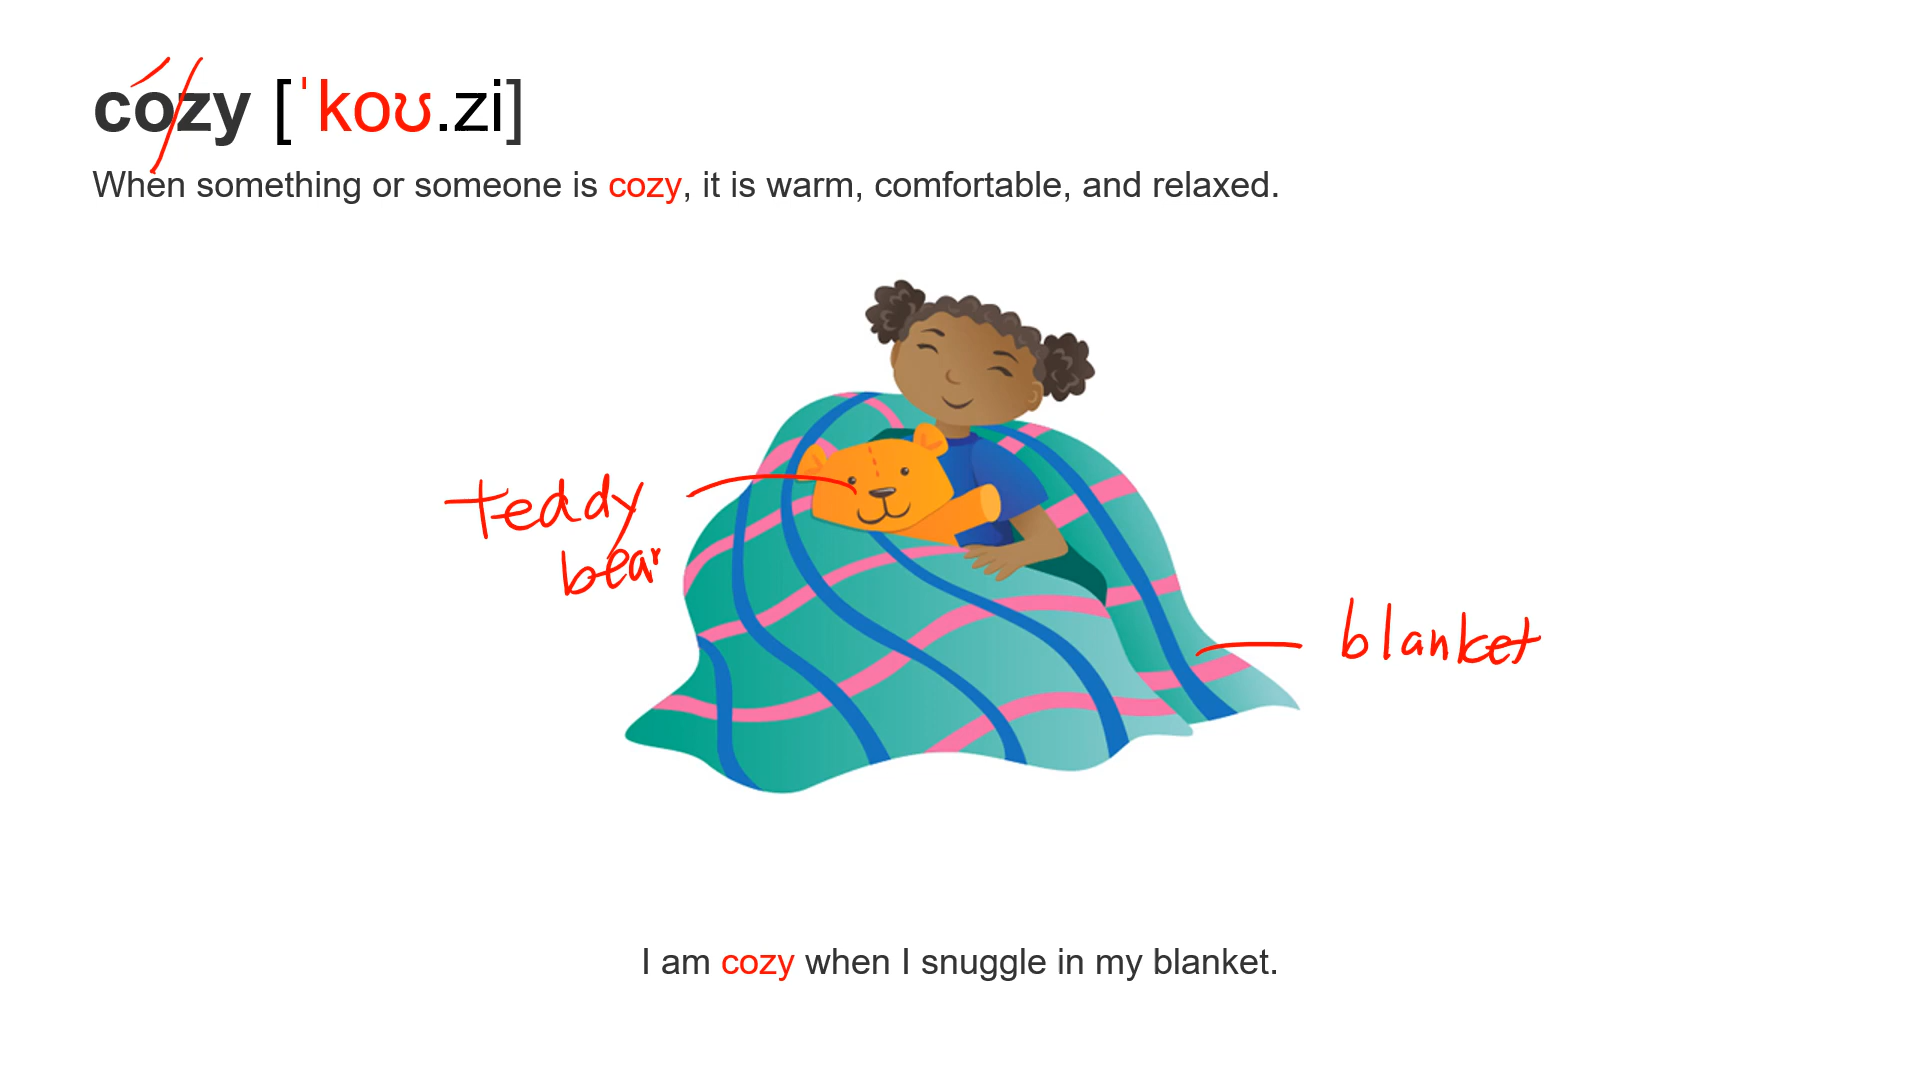 cozy [ˈkoʊ.zi]
When something or someone is cozy, it is warm, comfortable, and relaxed.
teddy
bear
blanket
I am cozy when I snuggle in my blanket.